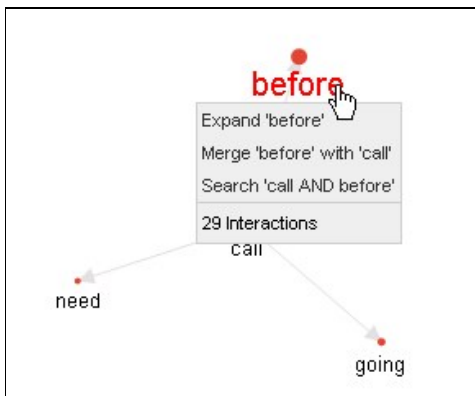 before
Expand 'before'
Merge 'before' with 'call'
Search 'call AND before'
29 Interactions
call
need
going